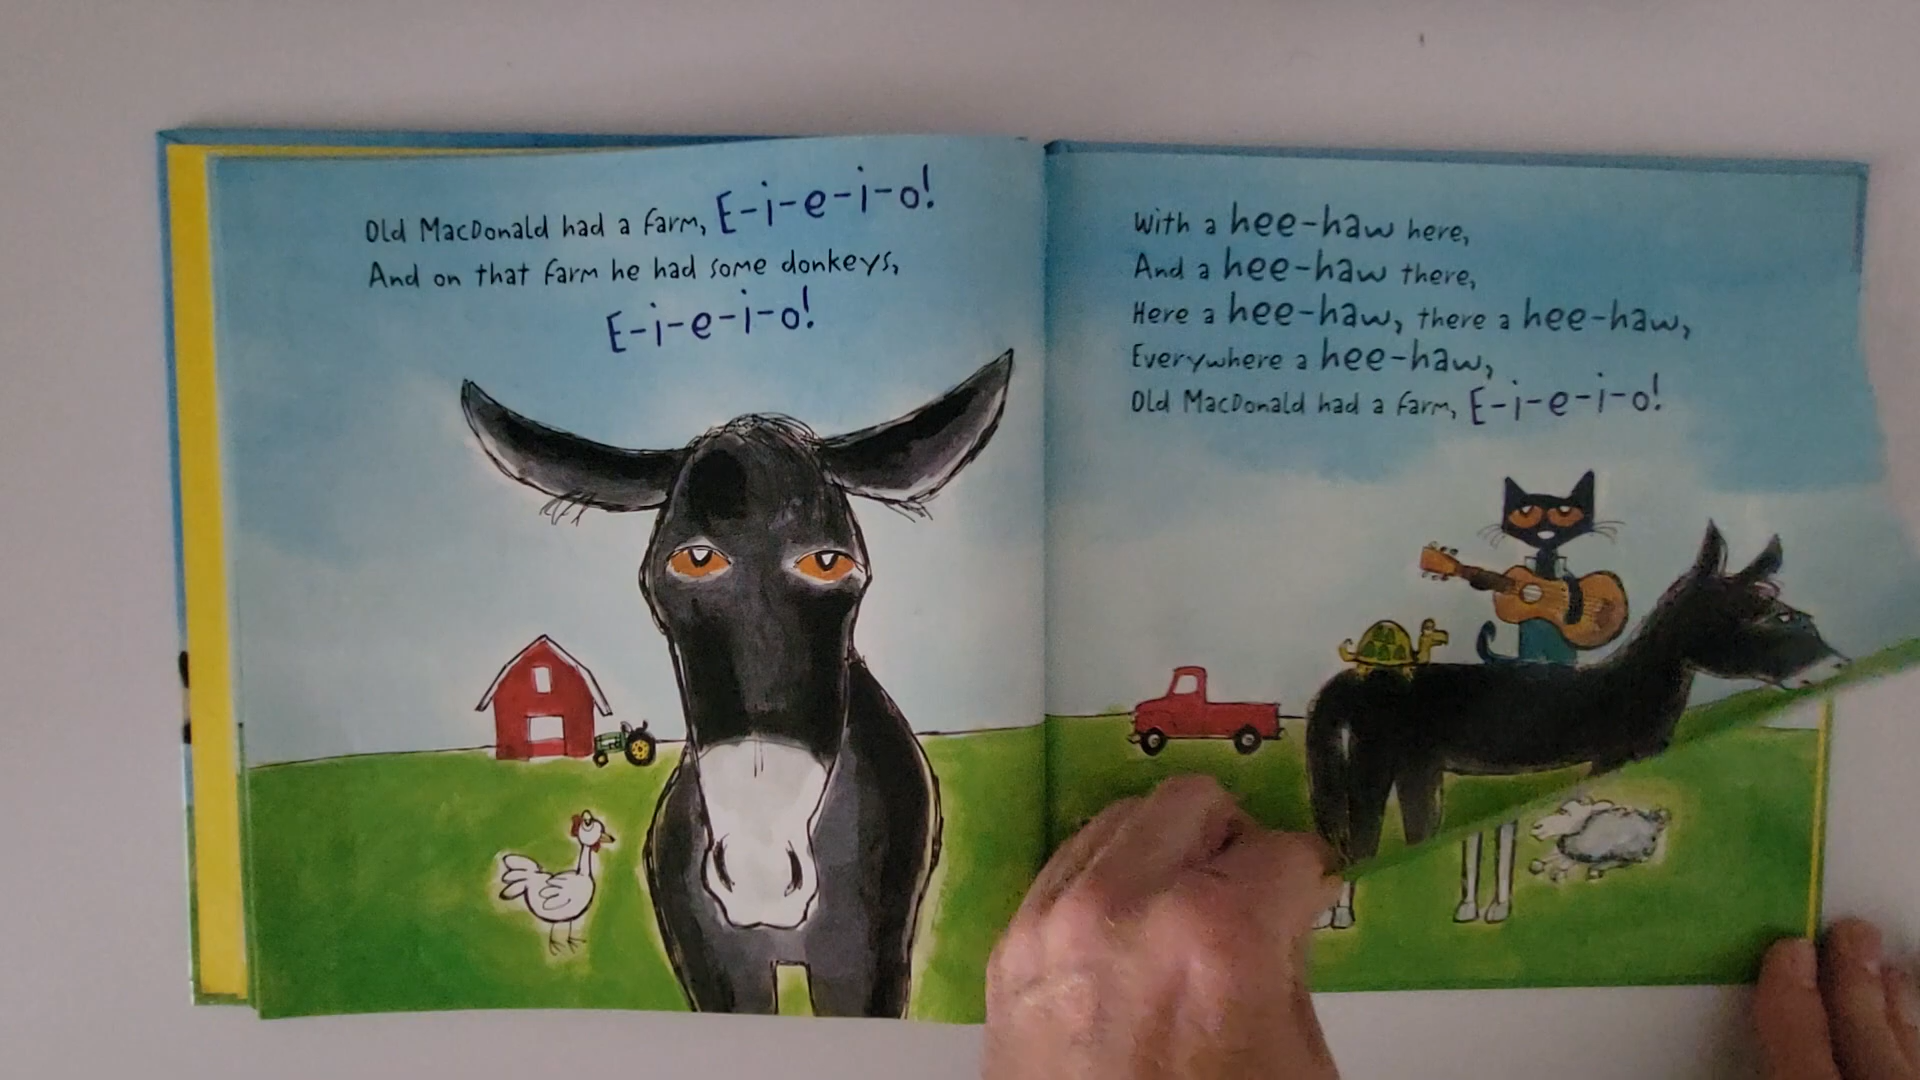 Old MacDonald had a farm, E-i-e-i-o!
And on that farm he had some donkeys,
E-i-e-i-o!
With a hee-haw here,
And a hee-haw there,
Here a hee-haw, there a hee-haw,
Everywhere a hee-haw,
Old MacDonald had a farm, E-i-e-i-o!